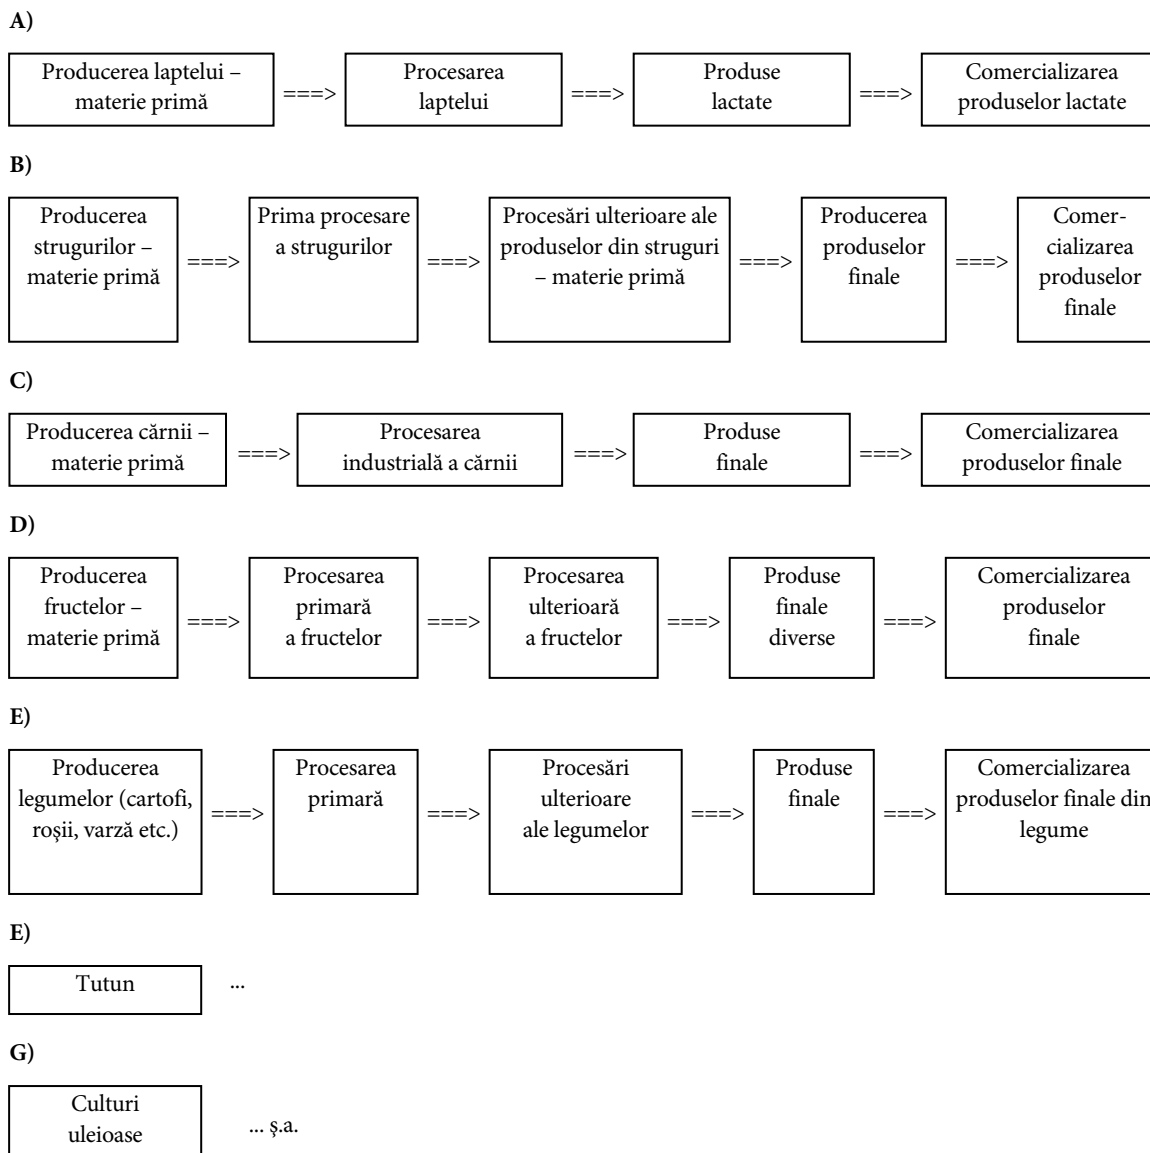 A)
Producerea laptelui –
materie primă
===>
Procesarea
laptelui
===>
Produse
lactate
===>
Comercializarea
produselor lactate
B)
Producerea
strugurilor –
materie primă
===>
Prima procesare
a strugurilor
===>
Procesări ulterioare ale
produselor din struguri
– materie primă
===>
Producerea
produselor
finale
===>
Comer-
cializarea
produselor
finale
C)
Producerea cărnii –
materie primă
===>
Procesarea
industrială a cărnii
===>
Produse
finale
===>
Comercializarea
produselor finale
D)
Producerea
fructelor –
materie primă
===>
Procesarea
primară
a fructelor
===>
Procesarea
ulterioară
a fructelor
===>
Produse
finale
diverse
===>
Comercializarea
produselor
finale
E)
Producerea
legumelor (cartofi,
roşii, varză etc.)
===>
Procesarea
primară
===>
Procesări
ulterioare
ale legumelor
===>
Produse
finale
===>
Comercializarea
produselor finale din
legume
E)
Tutun
...
G)
Culturi
uleioase
... ş.a.